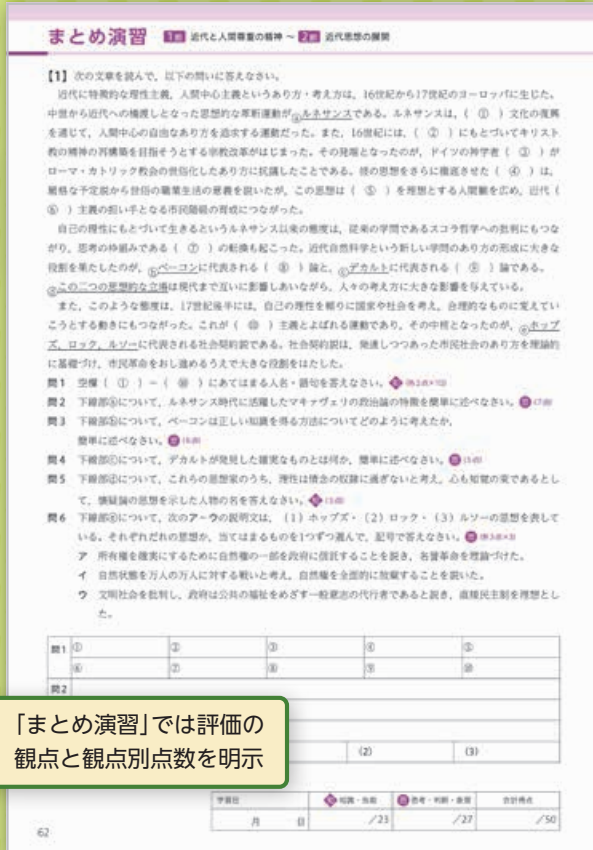 まとめ演習 1節 近代と人間尊重の精神 ～ 2節 近代思想の展開
【1】次の文章を読んで、以下の問いに答えなさい。
近代に特徴的な理性主義、人間中心主義というあり方・考え方は、16世紀から17世紀のヨーロッパに生じた。
中世から近代への橋渡しとなった思想的な革新運動がⓐルネサンスである。ルネサンスは、( ① ) 文化の復興
を通じて、人間中心の自由なあり方を追求する運動だった。また、16世紀には、( ② ) にもとづいてキリスト
教の精神の再構築を目指そうとする宗教改革がはじまった。その発端となったのが、ドイツの神学者 ( ③ ) が
ローマ・カトリック教会の世俗化したあり方に抗議したことである。彼の思想をさらに徹底させた ( ④ ) は、
厳格な予定説から世俗の職業生活の意義を説いたが、この思想は ( ⑤ ) を理想とする人間観を広め、近代 (
⑥ ) 主義の担い手となる市民階級の育成につながった。
自己の理性にもとづいて生きるというルネサンス以来の態度は、従来の学問であるスコラ哲学への批判にもつな
がり、思考の枠組みである ( ⑦ ) の転換も起こった。近代自然科学という新しい学問のあり方の形成に大きな
役割を果たしたのが、ⓑベーコンに代表される ( ⑧ ) 論と、ⓒデカルトに代表される ( ⑨ ) 論である。
ⓓこの二つの思想的な立場は現代まで互いに影響しあいながら、人々の考え方に大きな影響を与えている。
また、このような態度は、17世紀後半には、自己の理性を頼りに国家や社会を考え、合理的なものに変えてい
こうとする動きにもつながった。これが ( ⑩ ) 主義とよばれる運動であり、その中核となったのが、ⓔホッブ
ズ、ロック、ルソーに代表される社会契約説である。社会契約説は、発達しつつあった市民社会のあり方を理論的
に基礎づけ、市民革命をおし進めるうえで大きな役割をはたした。
問1 空欄 ( ① ) ～ ( ⑩ ) にあてはまる人名・語句を答えなさい。知 (各2点×10)
問2 下線部ⓐについて、ルネサンス時代に活躍したマキァヴェリの政治論の特徴を簡単に述べなさい。思 (7点)
問3 下線部ⓑについて、ベーコンは正しい知識を得る方法についてどのように考えたか、
簡単に述べなさい。思
問4 下線部ⓒについて、デカルトが発見した確実なものとは何か、簡単に述べなさい。思
問5 下線部ⓓについて、これらの思想家のうち、理性は情念の奴隷に過ぎないと考え、心も知覚の束であるとし
て、懐疑論の思想を示した人物の名を答えなさい。知 (3点)
問6 下線部ⓔについて、次のア～ウの説明文は、(1) ホッブズ・(2) ロック・(3) ルソーの思想を表して
いる。それぞれだれの思想か、当てはまるものを1つずつ選んで、記号で答えなさい。思
ア 所有権を確実にするために自然権の一部を政府に信託することを説き、名誉革命を理論づけた。
イ 自然状態を万人の万人に対する戦いと考え、自然権を全面的に放棄することを説いた。
ウ 文明社会を批判し、政府は公共の福祉をめざす一般意志の代行者であると説き、直接民主制を理想とし
た。
問1 ① ② ③ ④ ⑤
⑥ ⑦ ⑧ ⑨ ⑩
問2
「まとめ演習」では評価の
観点と観点別点数を明示
(2) (3)
学習日 知 知識・技能 思 思考・判断・表現 合計得点
月 日 /23 /27 /50
62